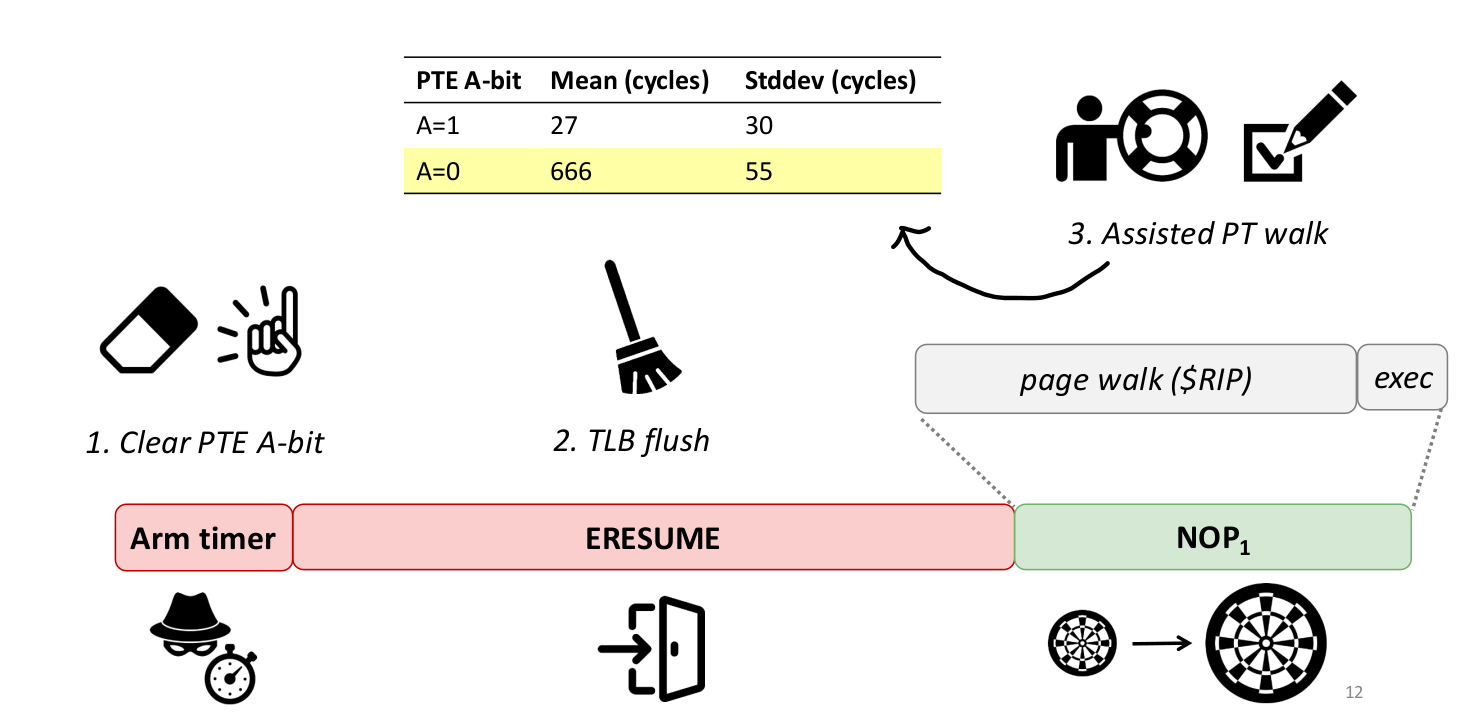 PTE A-bit Mean (cycles) Stddev (cycles)
A=1 27 30
A=0 666 55
3. Assisted PT walk
page walk ($RIP) exec
1. Clear PTE A-bit
2. TLB flush
Arm timer ERESUME NOP₁
12